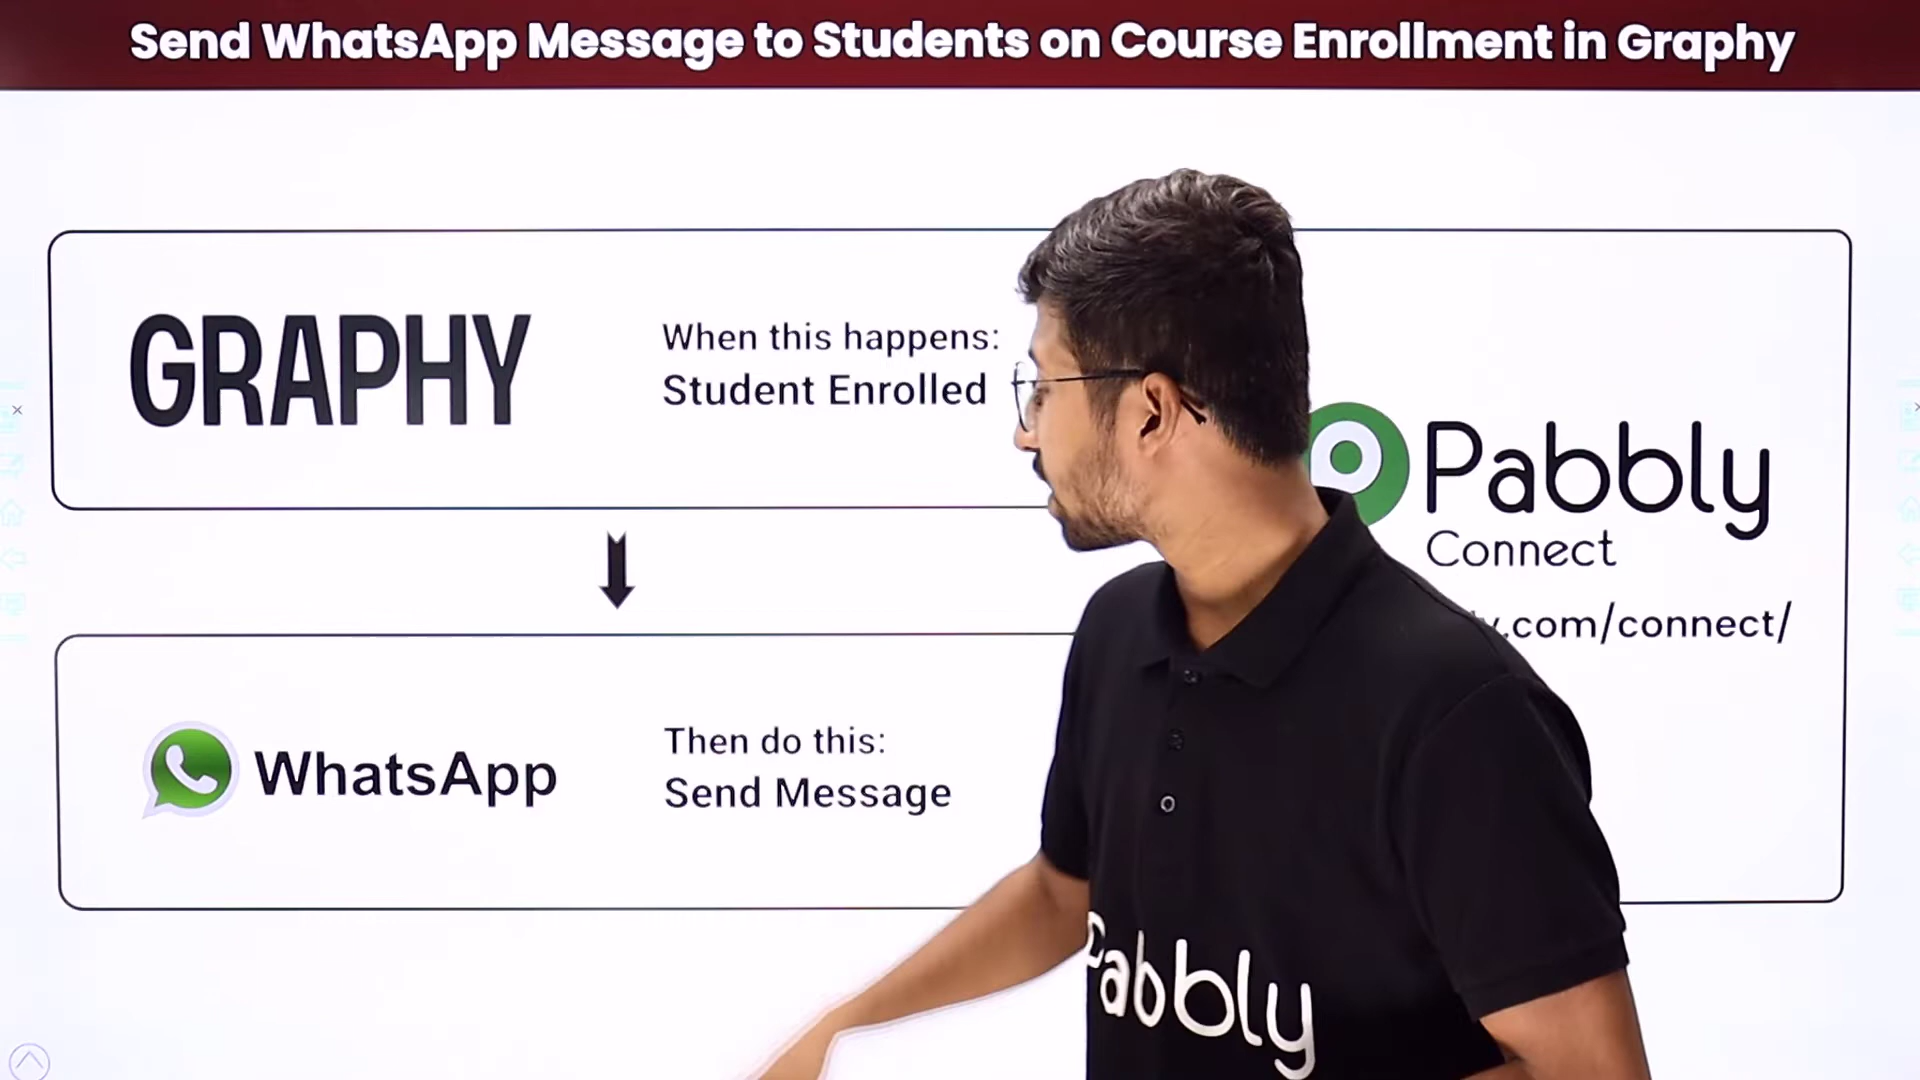 Send WhatsApp Message to Students on Course Enrollment in Graphy
GRAPHY
When this happens:
Student Enrolled
WhatsApp
Then do this:
Send Message
Pabbly
Connect
.com/connect/
Pabbly